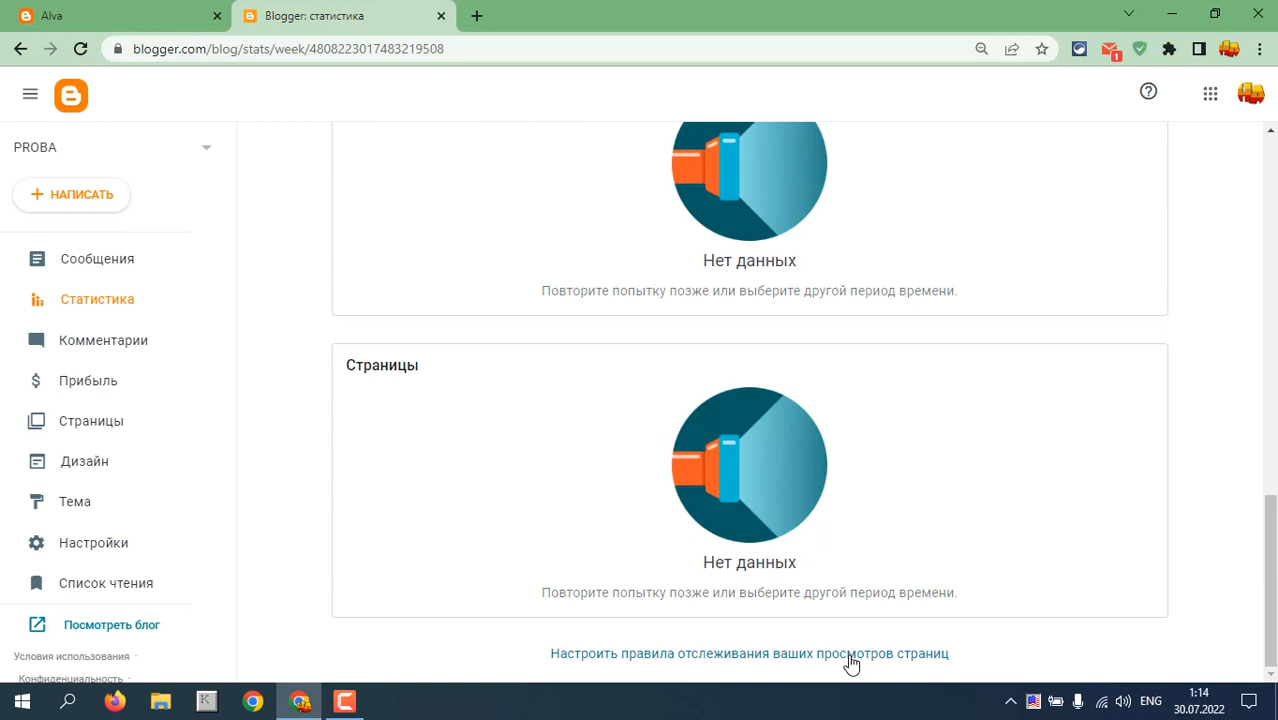 Alva
Blogger: статистика
blogger.com/blog/stats/week/4808223017483219508
1
PROBA
НАПИСАТЬ
Сообщения
Статистика
Комментарии
Прибыль
Страницы
Дизайн
Тема
Настройки
Список чтения
Посмотреть блог
Условия использования ·
Конфиденциальность ·
Нет данных
Повторите попытку позже или выберите другой период времени.
Страницы
Нет данных
Повторите попытку позже или выберите другой период времени.
Настроить правила отслеживания ваших просмотров страниц
ENG
1:14
30.07.2022